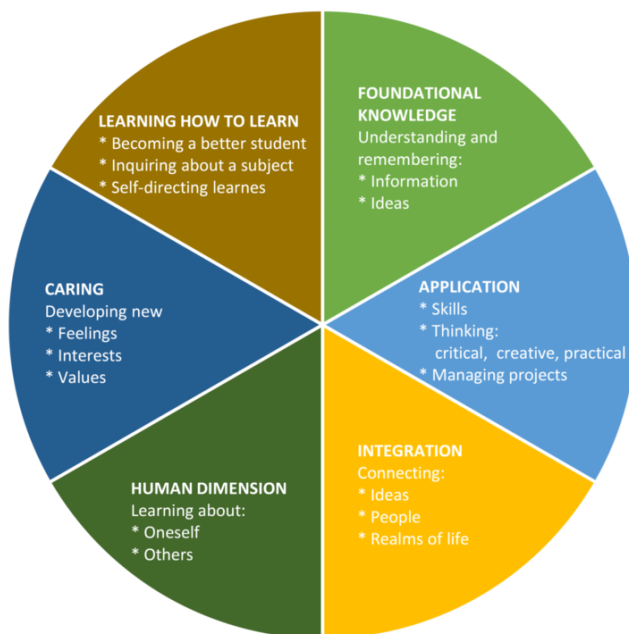 FOUNDATIONAL
KNOWLEDGE
Understanding and
remembering:
* Information
* Ideas
APPLICATION
* Skills
* Thinking:
critical, creative, practical
* Managing projects
INTEGRATION
Connecting:
* Ideas
* People
* Realms of life
HUMAN DIMENSION
Learning about:
* Oneself
* Others
CARING
Developing new
* Feelings
* Interests
* Values
LEARNING HOW TO LEARN
* Becoming a better student
* Inquiring about a subject
* Self-directing learnes